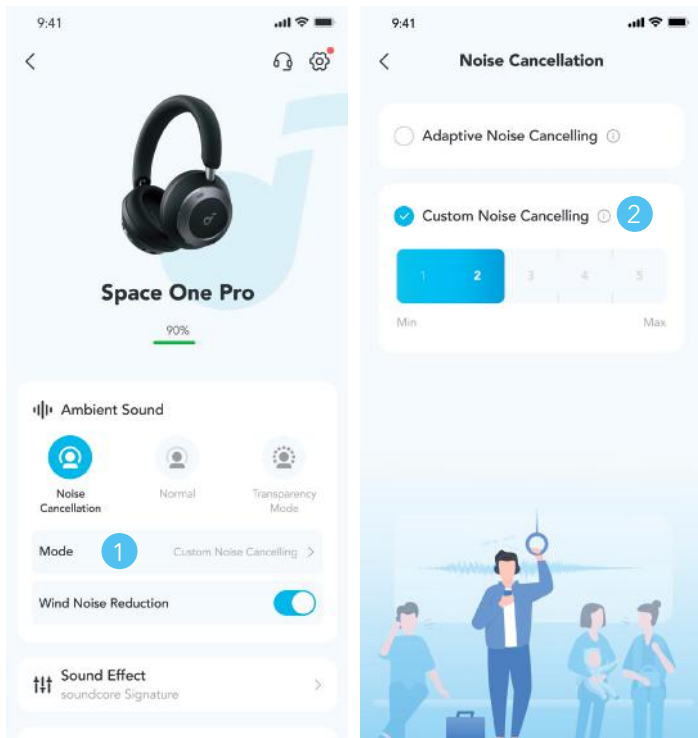 9:41
Space One Pro
90%
Ambient Sound
Noise
Cancellation
Normal
Transparency
Mode
Mode
1
Custom Noise Cancelling
Wind Noise Reduction
Sound Effect
soundcore Signature
9:41
Noise Cancellation
Adaptive Noise Cancelling
Custom Noise Cancelling
2
1 2 3 4 5
Min Max